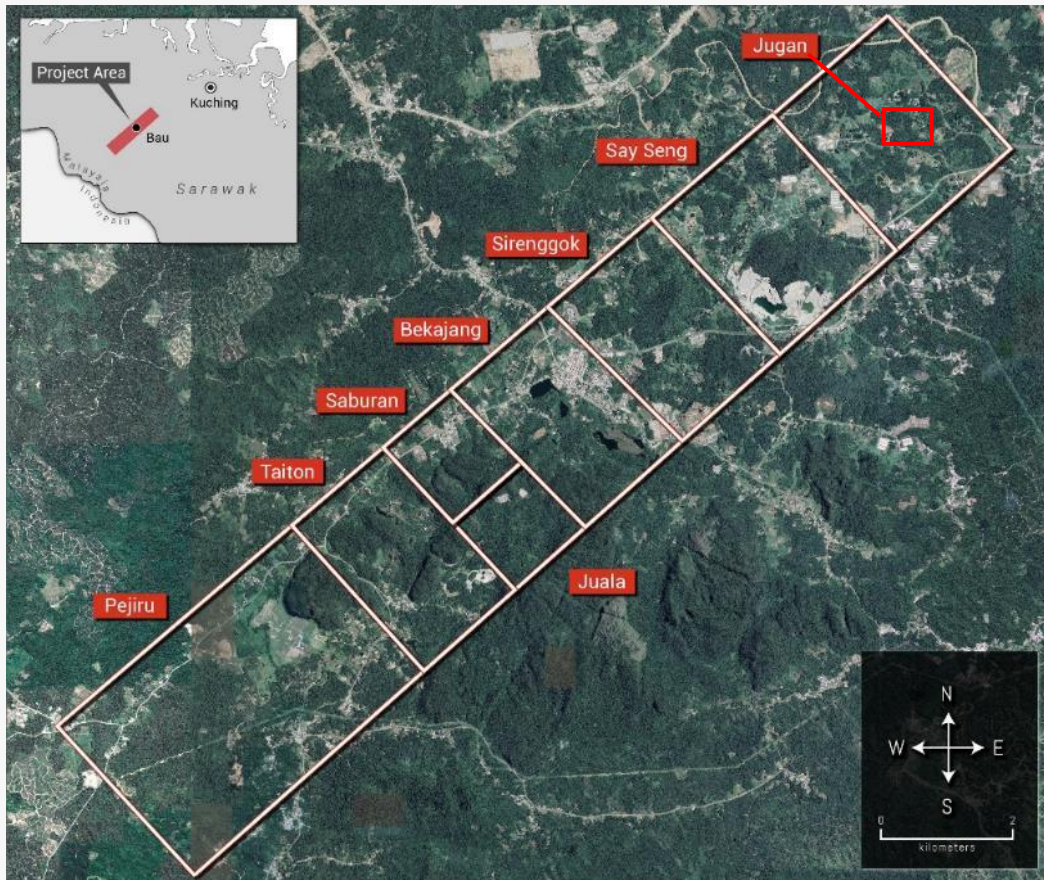 Project Area
Kuching
Bau
Malaysia
Indonesia
Sarawak
Jugan
Say Seng
Sirenggok
Bekajang
Saburan
Taiton
Pejiru
Juala
N
W
E
S
0
2
kilometers